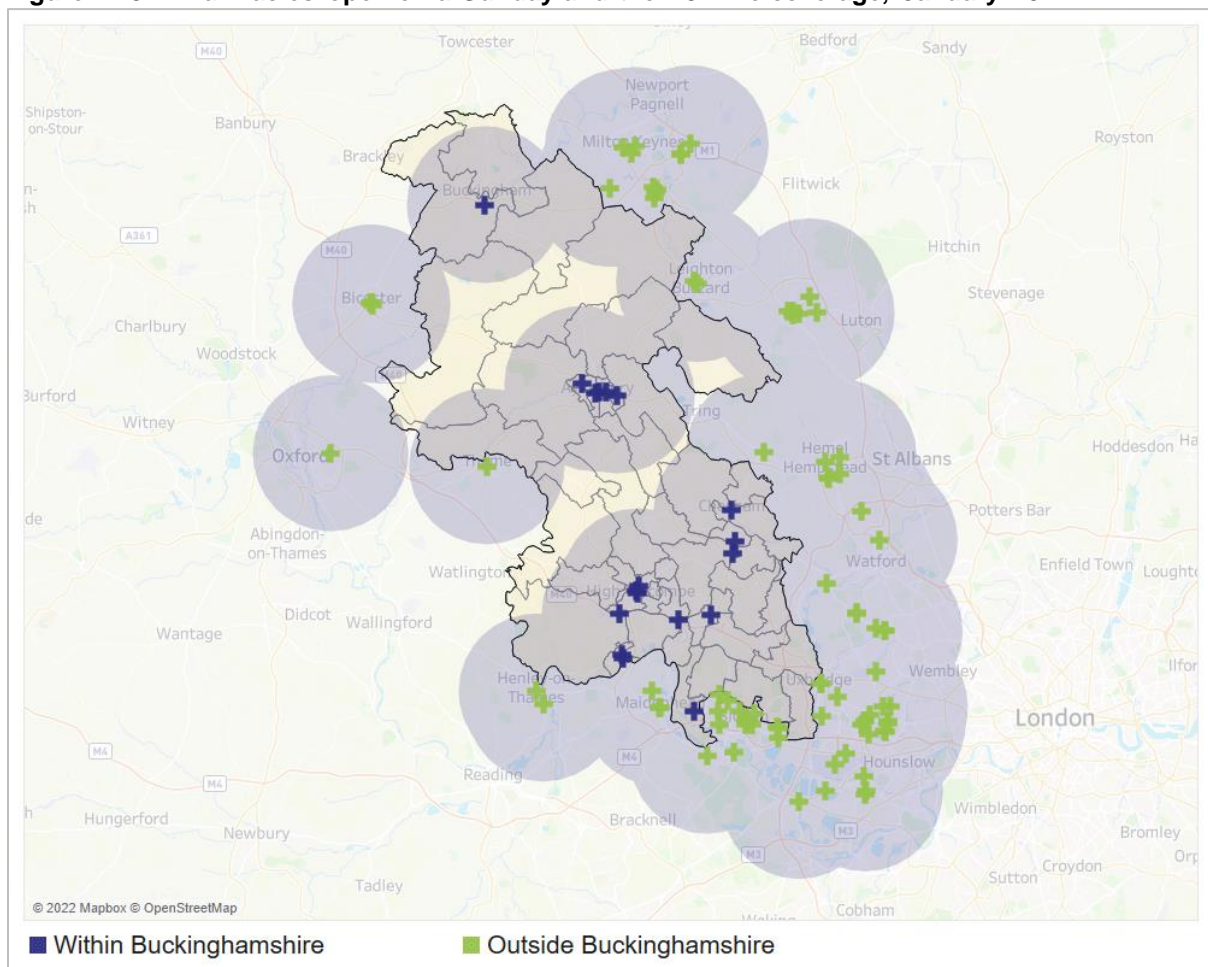 Towcester
Bedford
Sandy
M40
Newport
Pagnell
Shipston-
on-Stour
Banbury
Milton Keynes
M1
Royston
Brackley
Flitwick
Buckingham
A361
M40
Hitchin
Leighton
Buzzard
Stevenage
Bicester
Charlbury
Luton
Woodstock
M40
Burford
Tring
Witney
Hemel
Hempstead
St Albans
Hoddesdon
Oxford
Thame
Chesham
Potters Bar
Abingdon-
on-Thames
Watford
Enfield Town
Watlington
M40
High Wycombe
Didcot
Wallingford
Wantage
Wembley
Henley-on-
Thames
Uxbridge
London
M4
M4
Hounslow
Reading
M4
Wimbledon
Hungerford
Newbury
Bracknell
M3
Bromley
M3
Croydon
Sutton
Tadley
Cobham
© 2022 Mapbox © OpenStreetMap
Within Buckinghamshire
Outside Buckinghamshire